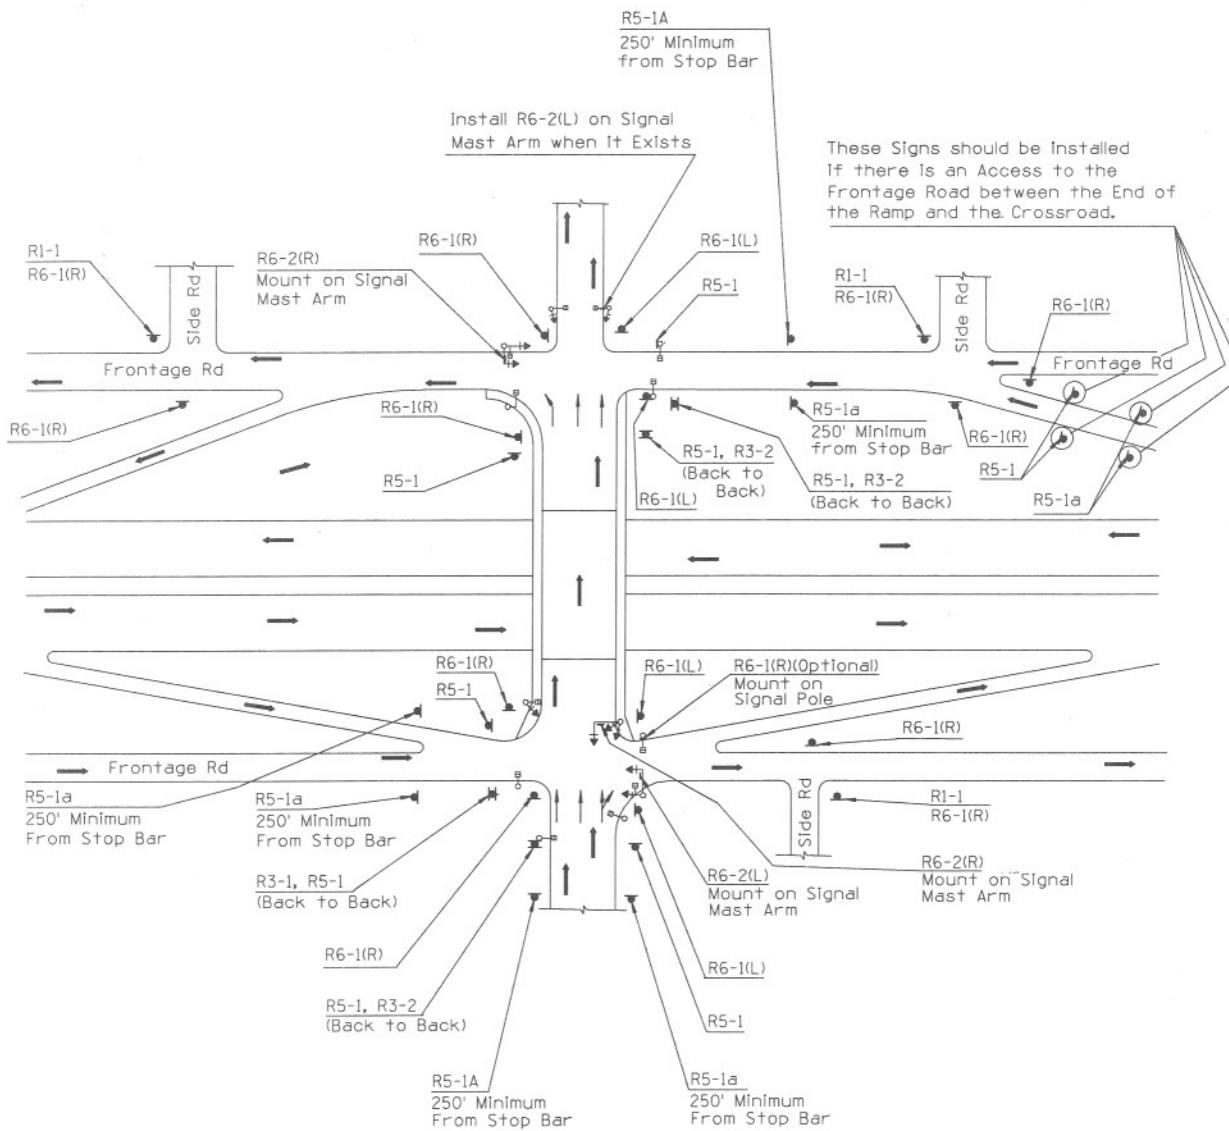 R5-1A
250' Minimum
from Stop Bar
Install R6-2(L) on Signal
Mast Arm when it Exists
These Signs should be installed
if there is an Access to the
Frontage Road between the End of
the Ramp and the Crossroad.
R1-1
R6-1(R)
Side Rd
R6-2(R)
Mount on Signal
Mast Arm
R6-1(R)
R6-1(L)
R5-1
R1-1
R6-1(R)
Side Rd
R6-1(R)
Frontage Rd
Frontage Rd
R6-1(R)
R6-1(R)
R5-1
R5-1, R3-2
(Back to
Back)
R6-1(L)
R5-1a
250' Minimum
from Stop Bar
R5-1, R3-2
(Back to Back)
R6-1(R)
R5-1
R5-1a
R6-1(R)
R5-1
R6-1(L)
R6-1(R)(Optional)
Mount on
Signal Pole
R6-1(R)
Frontage Rd
R5-1a
250' Minimum
From Stop Bar
R5-1a
250' Minimum
From Stop Bar
Side Rd
R1-1
R6-1(R)
R3-1, R5-1
(Back to Back)
R6-2(L)
Mount on Signal
Mast Arm
R6-2(R)
Mount on Signal
Mast Arm
R6-1(R)
R6-1(L)
R5-1, R3-2
(Back to Back)
R5-1
R5-1A
250' Minimum
From Stop Bar
R5-1a
250' Minimum
From Stop Bar